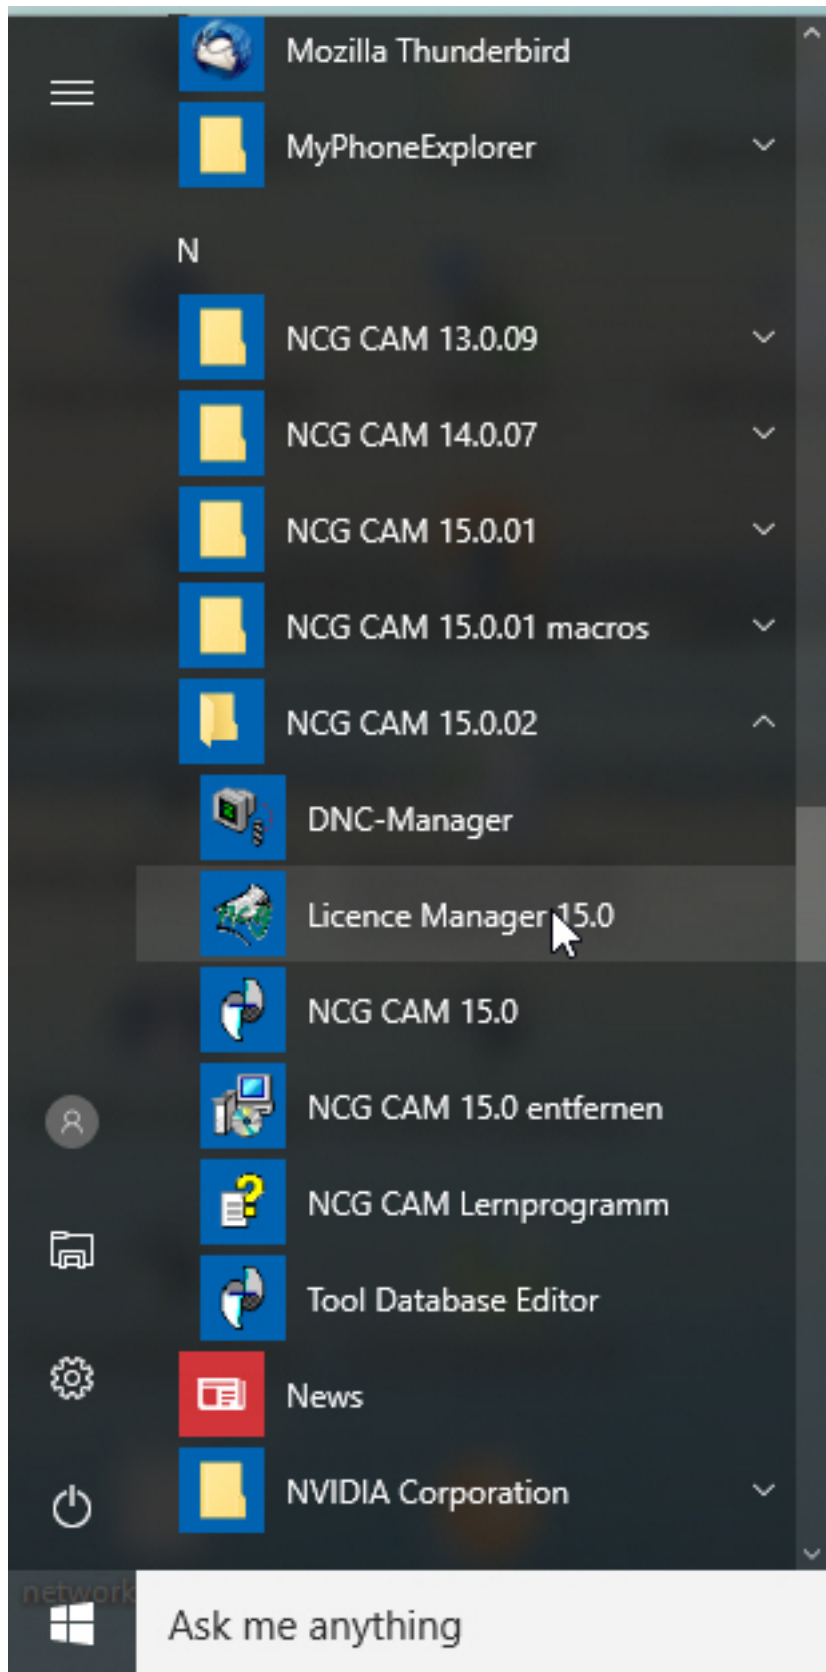 Mozilla Thunderbird
MyPhoneExplorer
N
NCG CAM 13.0.09
NCG CAM 14.0.07
NCG CAM 15.0.01
NCG CAM 15.0.01 macros
NCG CAM 15.0.02
DNC-Manager
Licence Manager 15.0
NCG CAM 15.0
NCG CAM 15.0 entfernen
NCG CAM Lernprogramm
Tool Database Editor
News
NVIDIA Corporation
network
Ask me anything